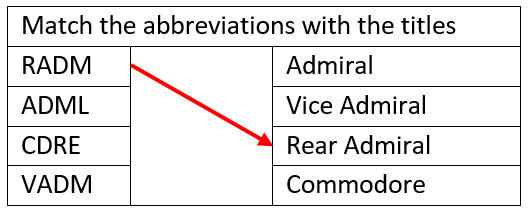 Match the abbreviations with the titles
RADM Admiral
ADML Vice Admiral
CDRE Rear Admiral
VADM Commodore